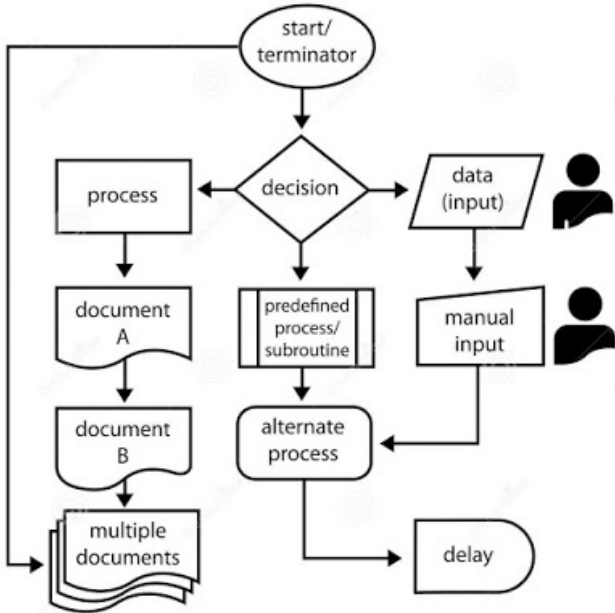 start/
terminator
process
decision
data
(input)
document
A
predefined
process/
subroutine
manual
input
document
B
alternate
process
multiple
documents
delay